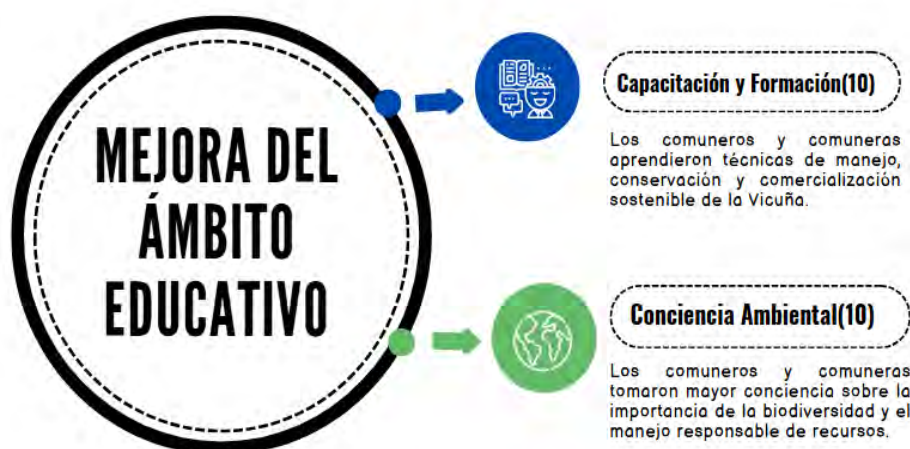 MEJORA DEL
ÁMBITO
EDUCATIVO
Capacitación y Formación(10)
Los comuneros y comuneras
aprendieron técnicas de manejo,
conservación y comercialización
sostenible de la Vicuña.
Conciencia Ambiental(10)
Los comuneros y comuneras
tomaron mayor conciencia sobre la
importancia de la biodiversidad y el
manejo responsable de recursos.